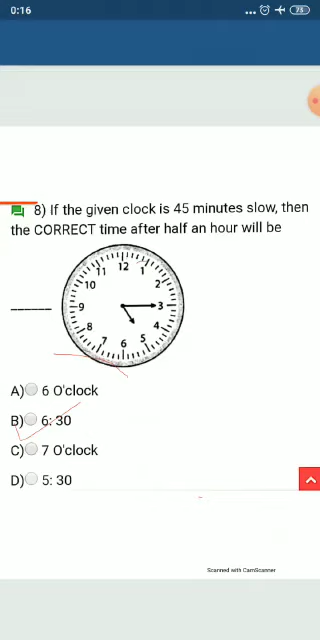 0:16
75
8) If the given clock is 45 minutes slow, then
the CORRECT time after half an hour will be
12
11 1
10 2
9 3
8 4
7 5
6
A) 6 O'clock
B) 6: 30
C) 7 O'clock
D) 5: 30
Scanned with CamScanner